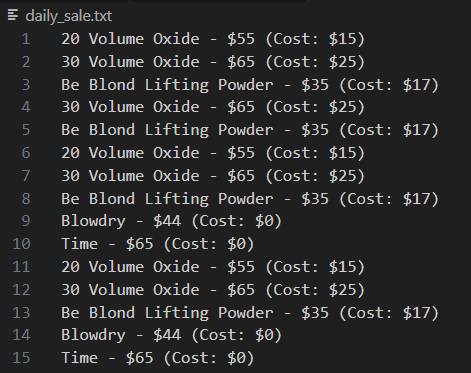 daily_sale.txt
1 20 Volume Oxide - $55 (Cost: $15)
2 30 Volume Oxide - $65 (Cost: $25)
3 Be Blond Lifting Powder - $35 (Cost: $17)
4 30 Volume Oxide - $65 (Cost: $25)
5 Be Blond Lifting Powder - $35 (Cost: $17)
6 20 Volume Oxide - $55 (Cost: $15)
7 30 Volume Oxide - $65 (Cost: $25)
8 Be Blond Lifting Powder - $35 (Cost: $17)
9 Blowdry - $44 (Cost: $0)
10 Time - $65 (Cost: $0)
11 20 Volume Oxide - $55 (Cost: $15)
12 30 Volume Oxide - $65 (Cost: $25)
13 Be Blond Lifting Powder - $35 (Cost: $17)
14 Blowdry - $44 (Cost: $0)
15 Time - $65 (Cost: $0)